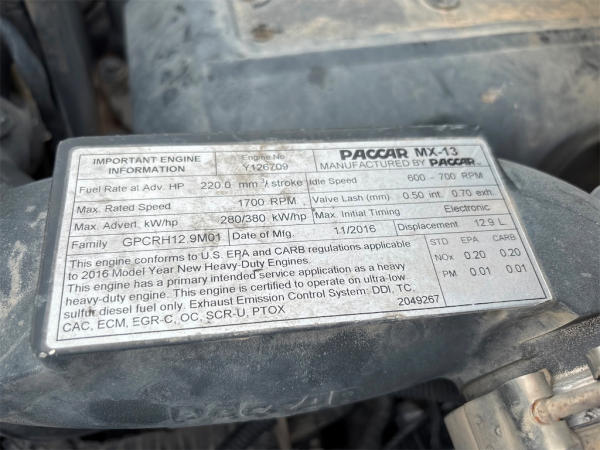 IMPORTANT ENGINE INFORMATION
Engine No. Y126709
PACCAR MX-13
MANUFACTURED BY PACCAR
Fuel Rate at Adv. HP 220.0 mm³/stroke
Idle Speed 600 - 700 RPM
Max. Rated Speed 1700 RPM
Valve Lash (mm) 0.50 int. 0.70 exh.
Max. Advert. kW/hp 280/380 kW/hp
Max. Initial Timing Electronic
Family GPCRH12.9M01
Date of Mfg. 11/2016
Displacement 12.9 L
This engine conforms to U.S. EPA and CARB regulations applicable
to 2016 Model Year New Heavy-Duty Engines.
This engine has a primary intended service application as a heavy
heavy-duty engine. This engine is certified to operate on ultra-low
sulfur diesel fuel only. Exhaust Emission Control System: DDI, TC,
CAC, ECM, EGR-C, OC, SCR-U, PTOX
2049267
STD EPA CARB
NOx 0.20 0.20
PM 0.01 0.01